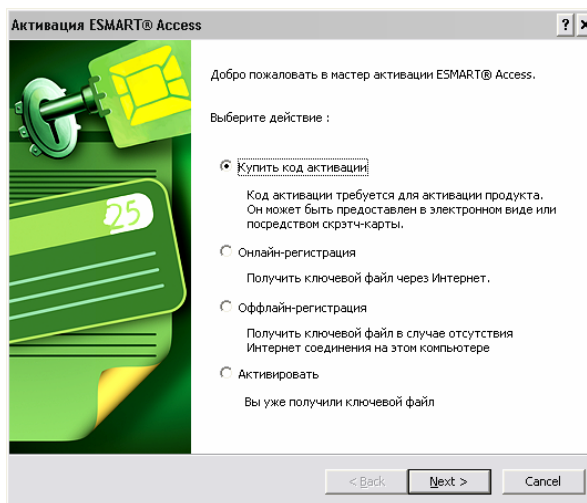 Активация ESMART® Access
?
Добро пожаловать в мастер активации ESMART® Access.
Выберите действие :
Купить код активации
Код активации требуется для активации продукта.
Он может быть предоставлен в электронном виде или
посредством скрэтч-карты.
Онлайн-регистрация
Получить ключевой файл через Интернет.
Оффлайн-регистрация
Получить ключевой файл в случае отсутствия
Интернет соединения на этом компьютере
Активировать
Вы уже получили ключевой файл
25
< Back
Next >
Cancel